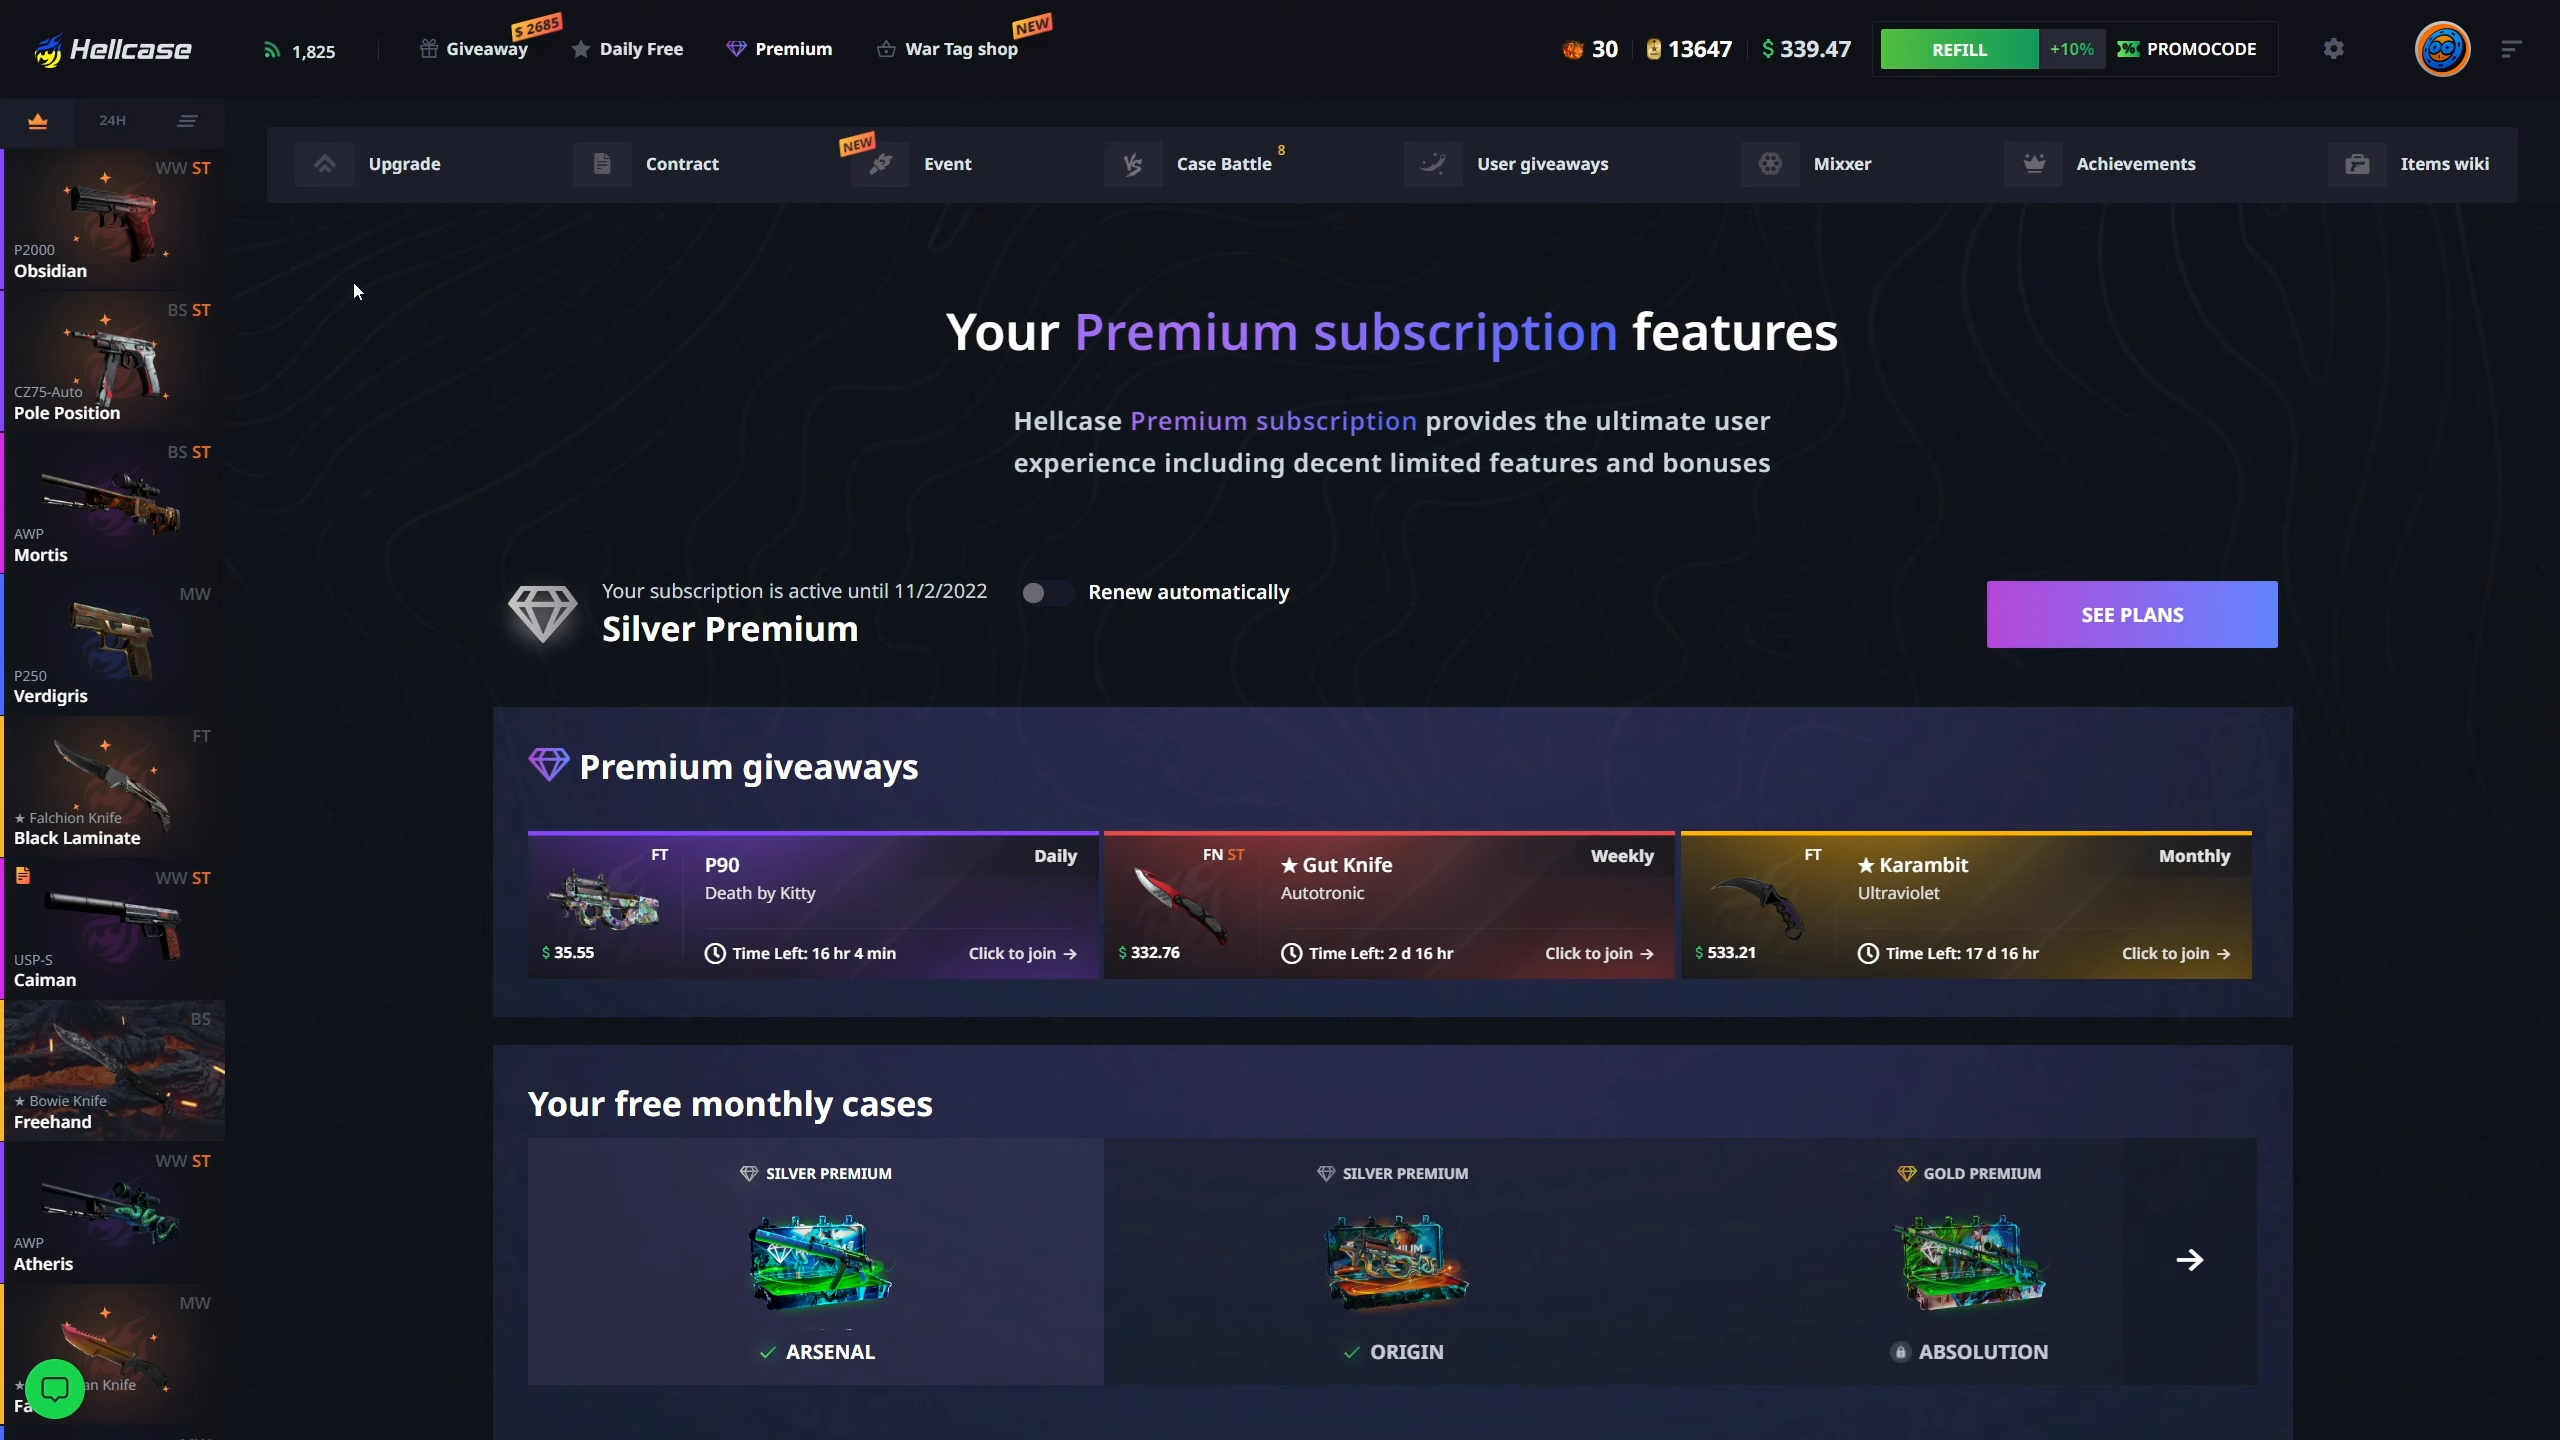 Hellcase
1,825
Giveaway
$ 2685
Daily Free
Premium
War Tag shop
NEW
30
13647
$ 339.47
REFILL
+10%
PROMOCODE
24H
Upgrade
Contract
NEW
Event
Case Battle
8
User giveaways
Mixxer
Achievements
Items wiki
WW ST
P2000
Obsidian
BS ST
CZ75-Auto
Pole Position
BS ST
AWP
Mortis
MW
P250
Verdigris
FT
★ Falchion Knife
Black Laminate
WW ST
USP-S
Caiman
BS
★ Bowie Knife
Freehand
WW ST
AWP
Atheris
MW
★ an Knife
Fa
Your Premium subscription features
Hellcase Premium subscription provides the ultimate user
experience including decent limited features and bonuses
Your subscription is active until 11/2/2022
Renew automatically
Silver Premium
SEE PLANS
Premium giveaways
FT
P90
Daily
Death by Kitty
$ 35.55
Time Left: 16 hr 4 min
Click to join →
FN ST
★ Gut Knife
Weekly
Autotronic
$ 332.76
Time Left: 2 d 16 hr
Click to join →
FT
★ Karambit
Monthly
Ultraviolet
$ 533.21
Time Left: 17 d 16 hr
Click to join →
Your free monthly cases
SILVER PREMIUM
ARSENAL
SILVER PREMIUM
ORIGIN
GOLD PREMIUM
ABSOLUTION